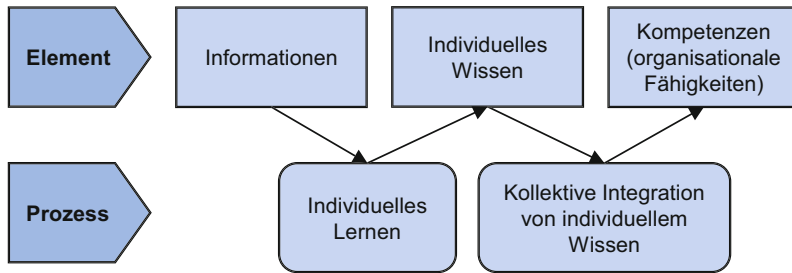 Element
Informationen
Individuelles
Wissen
Kompetenzen
(organisationale
Fähigkeiten)
Prozess
Individuelles
Lernen
Kollektive Integration
von individuellem
Wissen